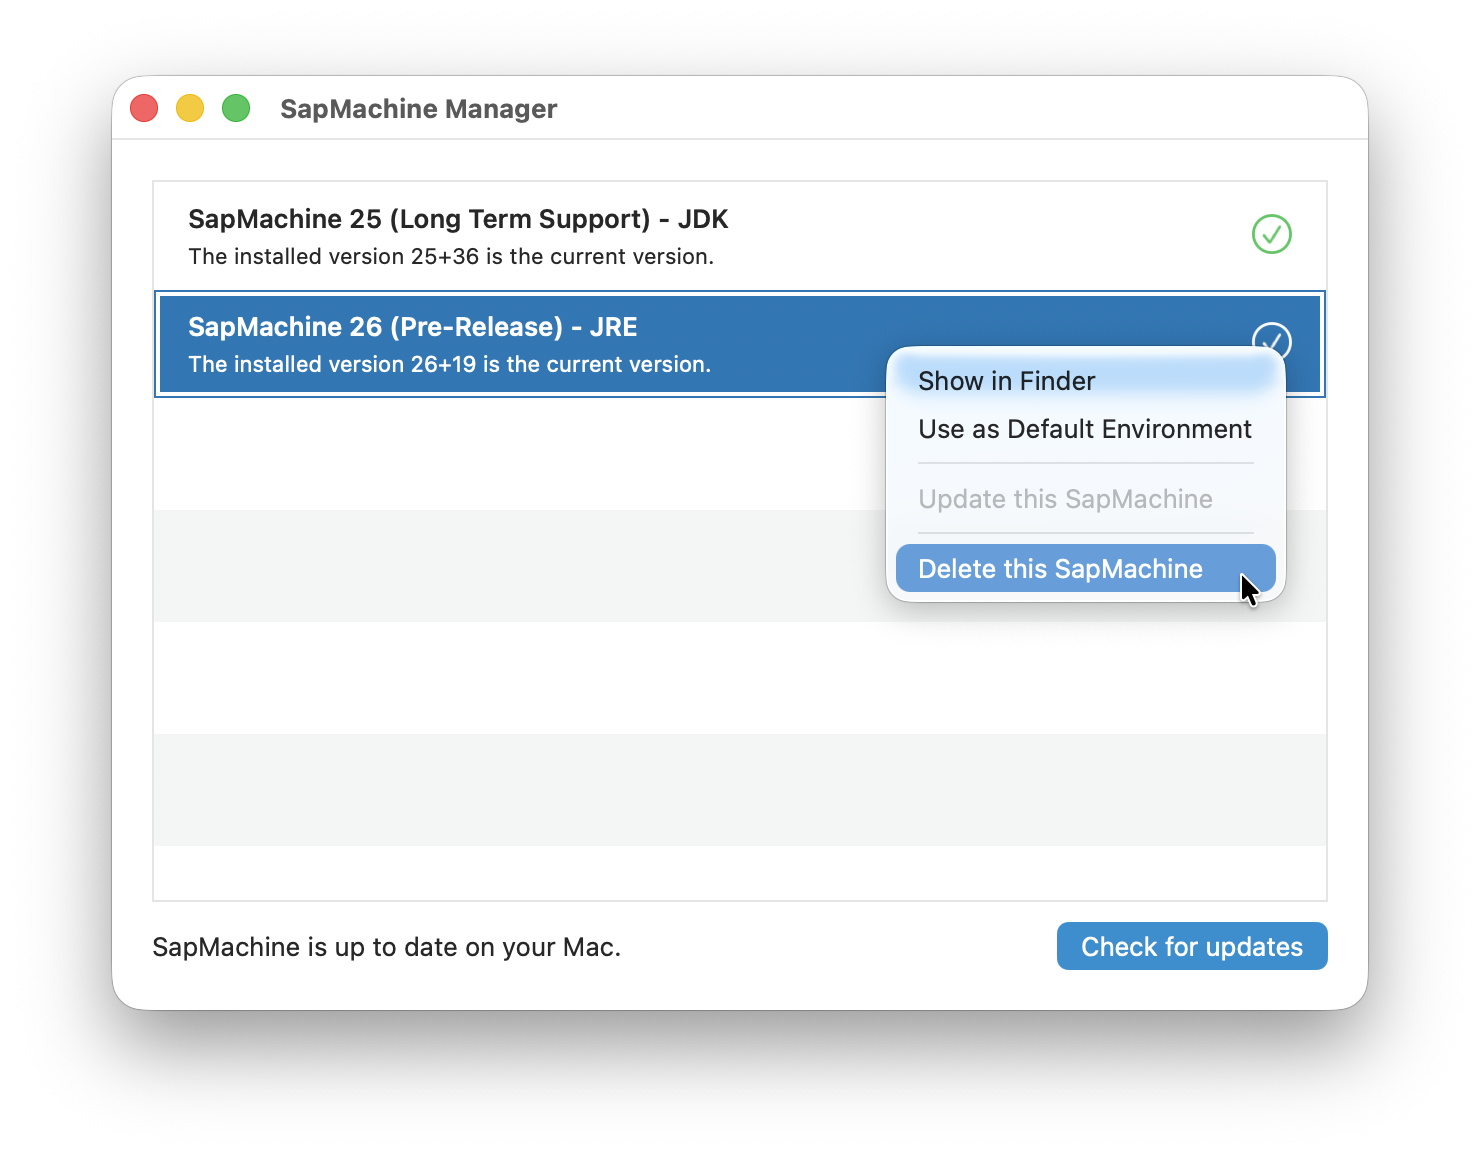 SapMachine Manager
SapMachine 25 (Long Term Support) - JDK
The installed version 25+36 is the current version.
SapMachine 26 (Pre-Release) - JRE
The installed version 26+19 is the current version.
Show in Finder
Use as Default Environment
Update this SapMachine
Delete this SapMachine
SapMachine is up to date on your Mac.
Check for updates